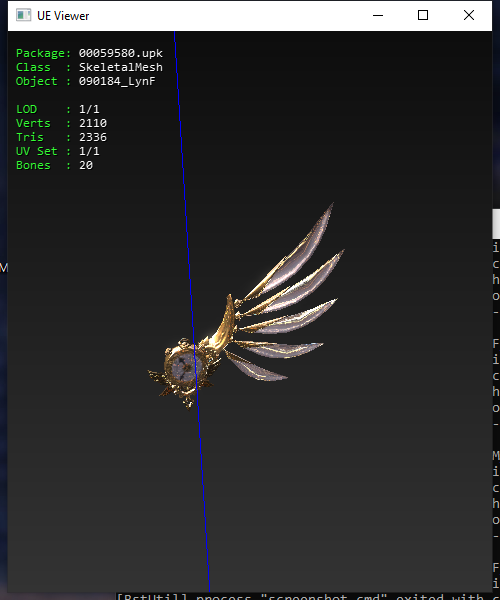 UE Viewer
Package: 00059580.upk
Class : SkeletalMesh
Object : 090184_LynF
LOD : 1/1
Verts : 2110
Tris : 2336
UV Set : 1/1
Bones : 20
M
i
c
h
o
-
F
i
c
h
o
-
M
i
c
h
o
-
F
i
[BstUtil] process "screenshot.cmd" exited with c